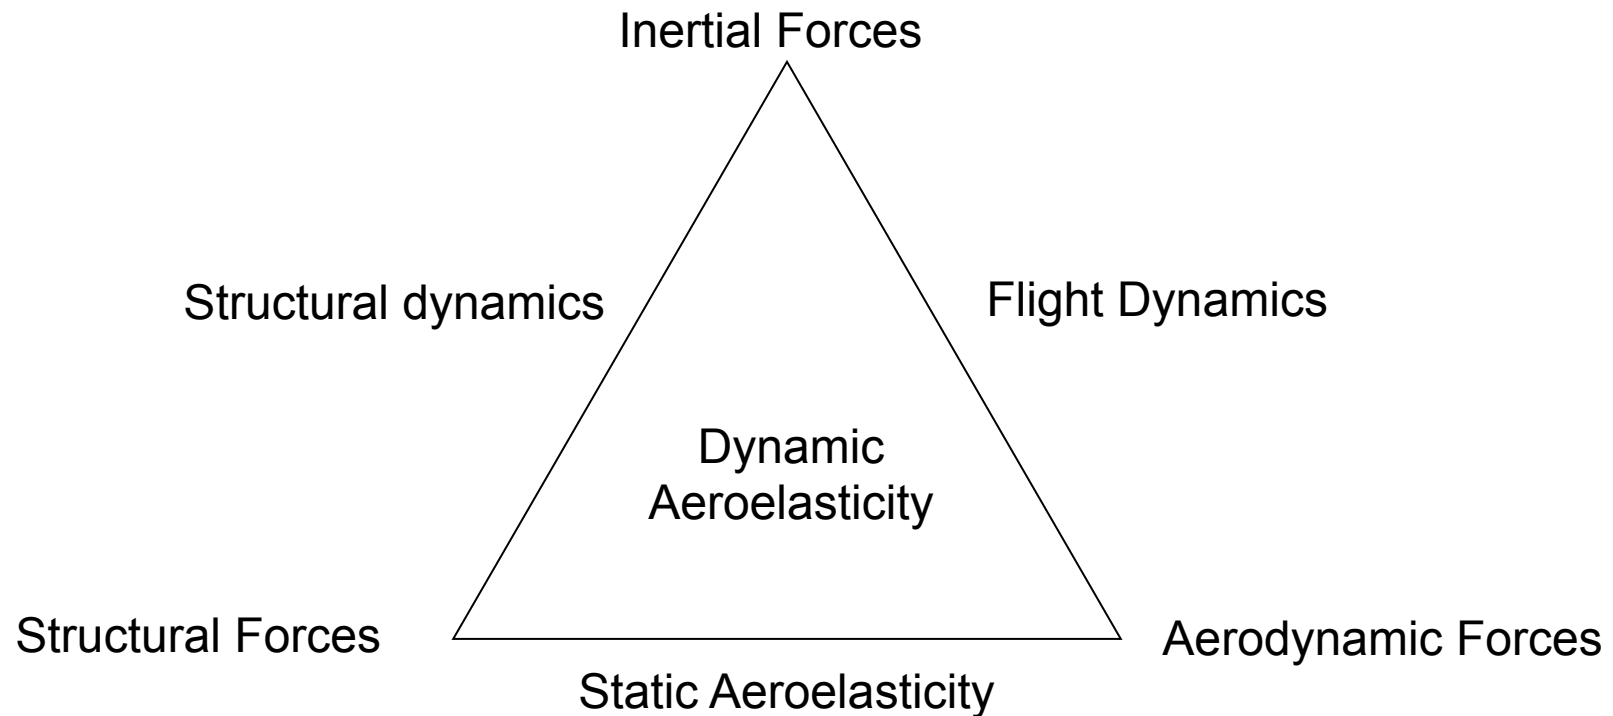 Inertial Forces
Structural dynamics
Flight Dynamics
Dynamic
Aeroelasticity
Structural Forces
Aerodynamic Forces
Static Aeroelasticity